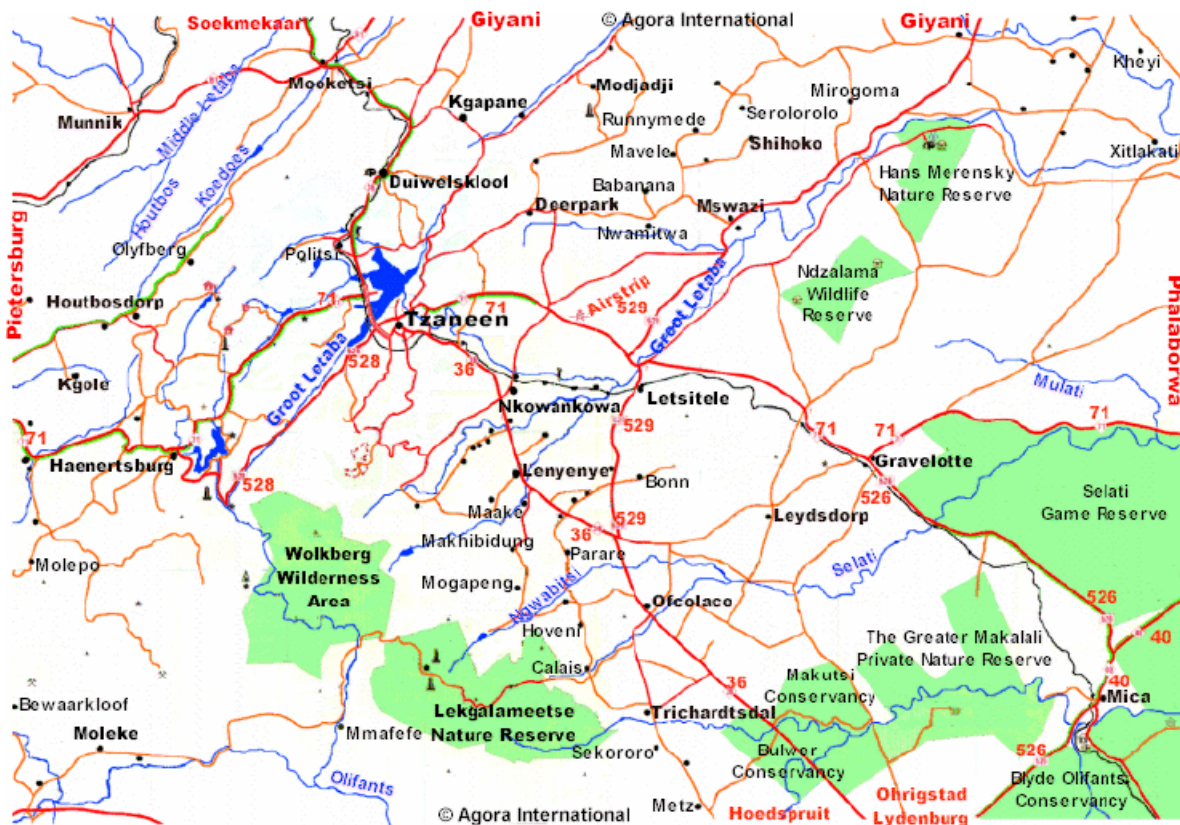 Soekmekaar
Giyani
© Agora International
Giyani
Kheyi
Mooketsi
Modjadji
Mirogoma
Kgapane
Munnik
Middle Letaba
Runnymede
Serolorolo
Shihoko
Xitlakati
Mavele
Koedoes
Houtbos
Duiwelskloof
Hans Merensky
Nature Reserve
Babanana
Deerpark
Mswazi
Nwamitwa
Olyfberg
Politsi
Pietersburg
Ndzalama
Wildlife
Reserve
Phalaborwa
Houtbosdorp
71
71
Airstrip
529
Groot Letaba
Tzaneen
528
36
Groot Letaba
Kgole
Nkowankowa
Letsitele
Mulati
529
71
71
71
71
Haenertsburg
528
Lenyenye
Bonn
Gravelotte
526
Selati
Game Reserve
Maake
529
36
Leydsdorp
Makhibidung
Parare
Wolkberg
Wilderness
Area
Molepo
Mogapeng
Ngwabitsi
Selati
Ofcolaco
526
Hoveni
40
The Greater Makalali
Private Nature Reserve
Calais
Makutsi
Conservancy
36
40
Mica
Bewaarkloof
Lekgalameetse
Nature Reserve
Trichardtsdal
Moleke
Mmafefe
Sekororo
Bulwer
Conservancy
526
Olifants
Blyde Olifants
Conservancy
Metz
© Agora International
Hoedspruit
Ohrigstad
Lydenburg